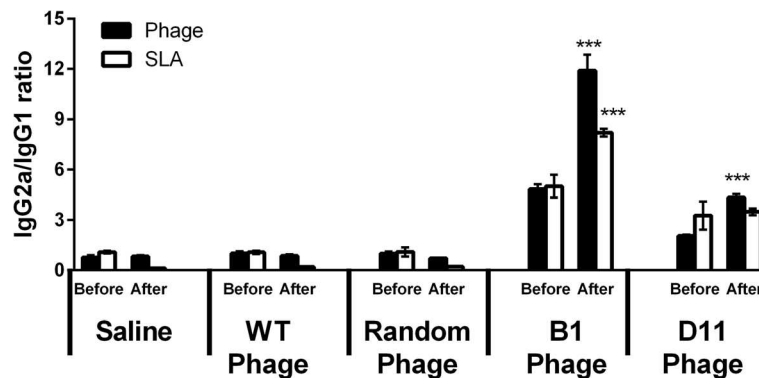 Phage
SLA
IgG2a/IgG1 ratio
15
12
9
6
3
0
***
***
***
Before After Before After Before After Before After Before After
Saline WT Phage Random Phage B1 Phage D11 Phage